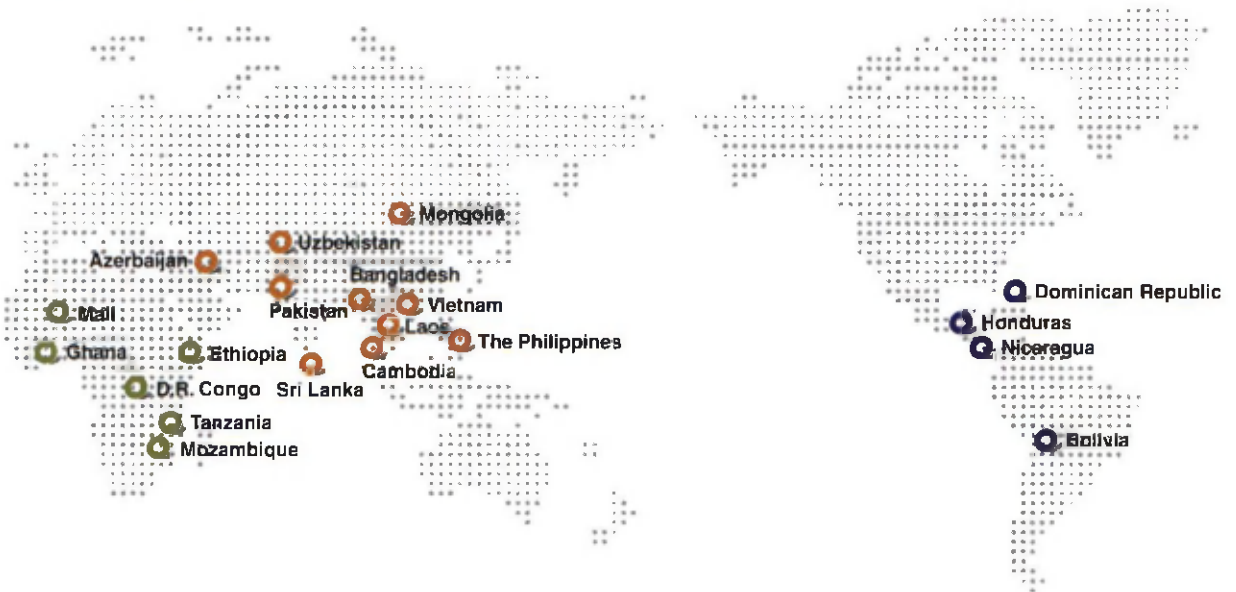 Mongolia
Uzbekistan
Azerbaijan
Bangladesh
Dominican Republic
Pakistan
Vietnam
Mali
Laos
Honduras
The Philippines
Nicaragua
Ghana
Ethiopia
Cambodia
D.R. Congo
Sri Lanka
Tanzania
Bolivia
Mozambique